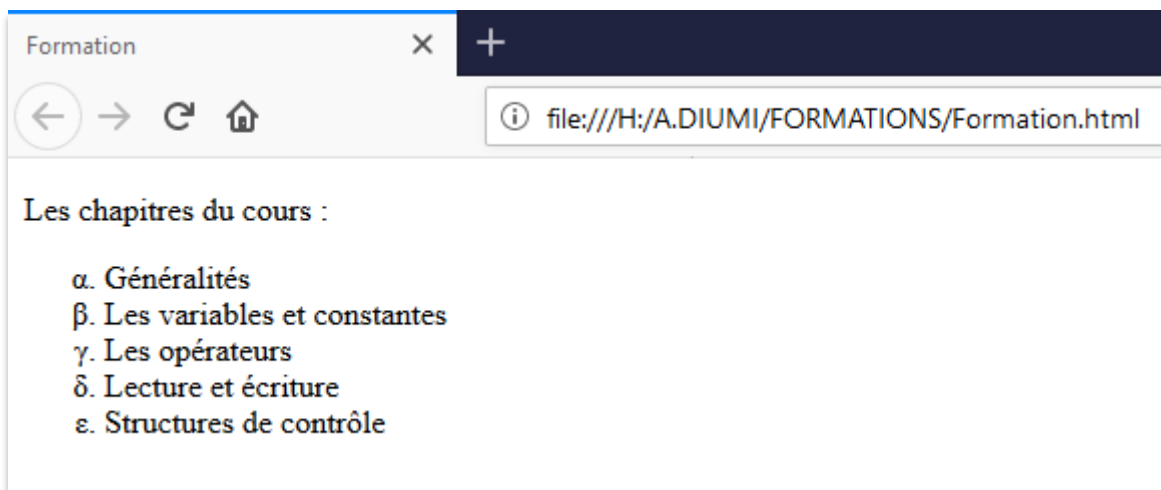 Formation
file:///H:/A.DIUMI/FORMATIONS/Formation.html
Les chapitres du cours :
α. Généralités
β. Les variables et constantes
γ. Les opérateurs
δ. Lecture et écriture
ε. Structures de contrôle